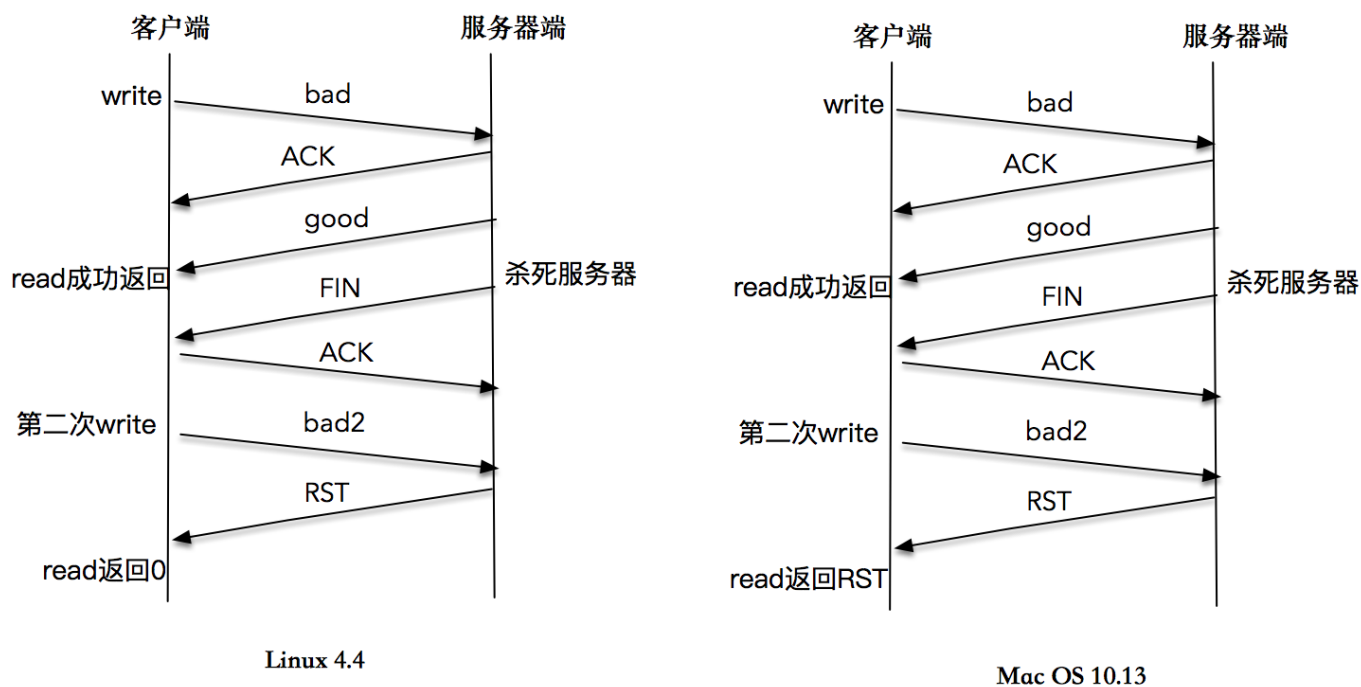 客户端 服务器端
write bad
ACK
good
read成功返回
杀死服务器
FIN
ACK
第二次write bad2
RST
read返回0
Linux 4.4
客户端 服务器端
write bad
ACK
good
read成功返回
杀死服务器
FIN
ACK
第二次write bad2
RST
read返回RST
Mac OS 10.13